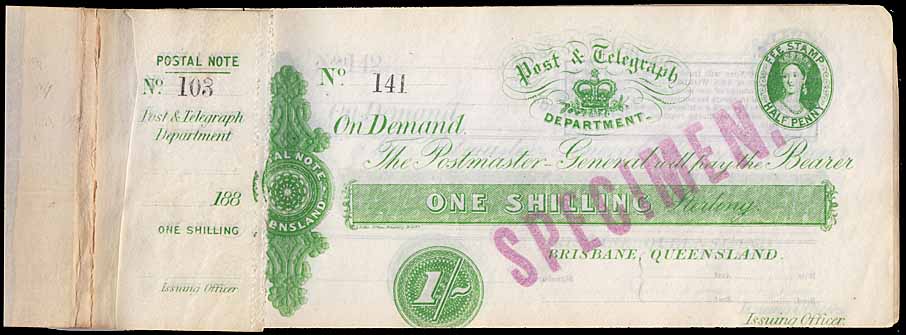 POSTAL NOTE
No. 103
Post & Telegraph
Department
188
ONE SHILLING
Issuing Officer
AL NOTE
ENSLAND
No. 141
Post & Telegraph
DEPARTMENT
FEE STAMP
HALF PENNY
On Demand.
The Postmaster-General will pay the Bearer
ONE SHILLING Sterling.
BRISBANE, QUEENSLAND.
1/-
Issuing Officer.
SPECIMEN.